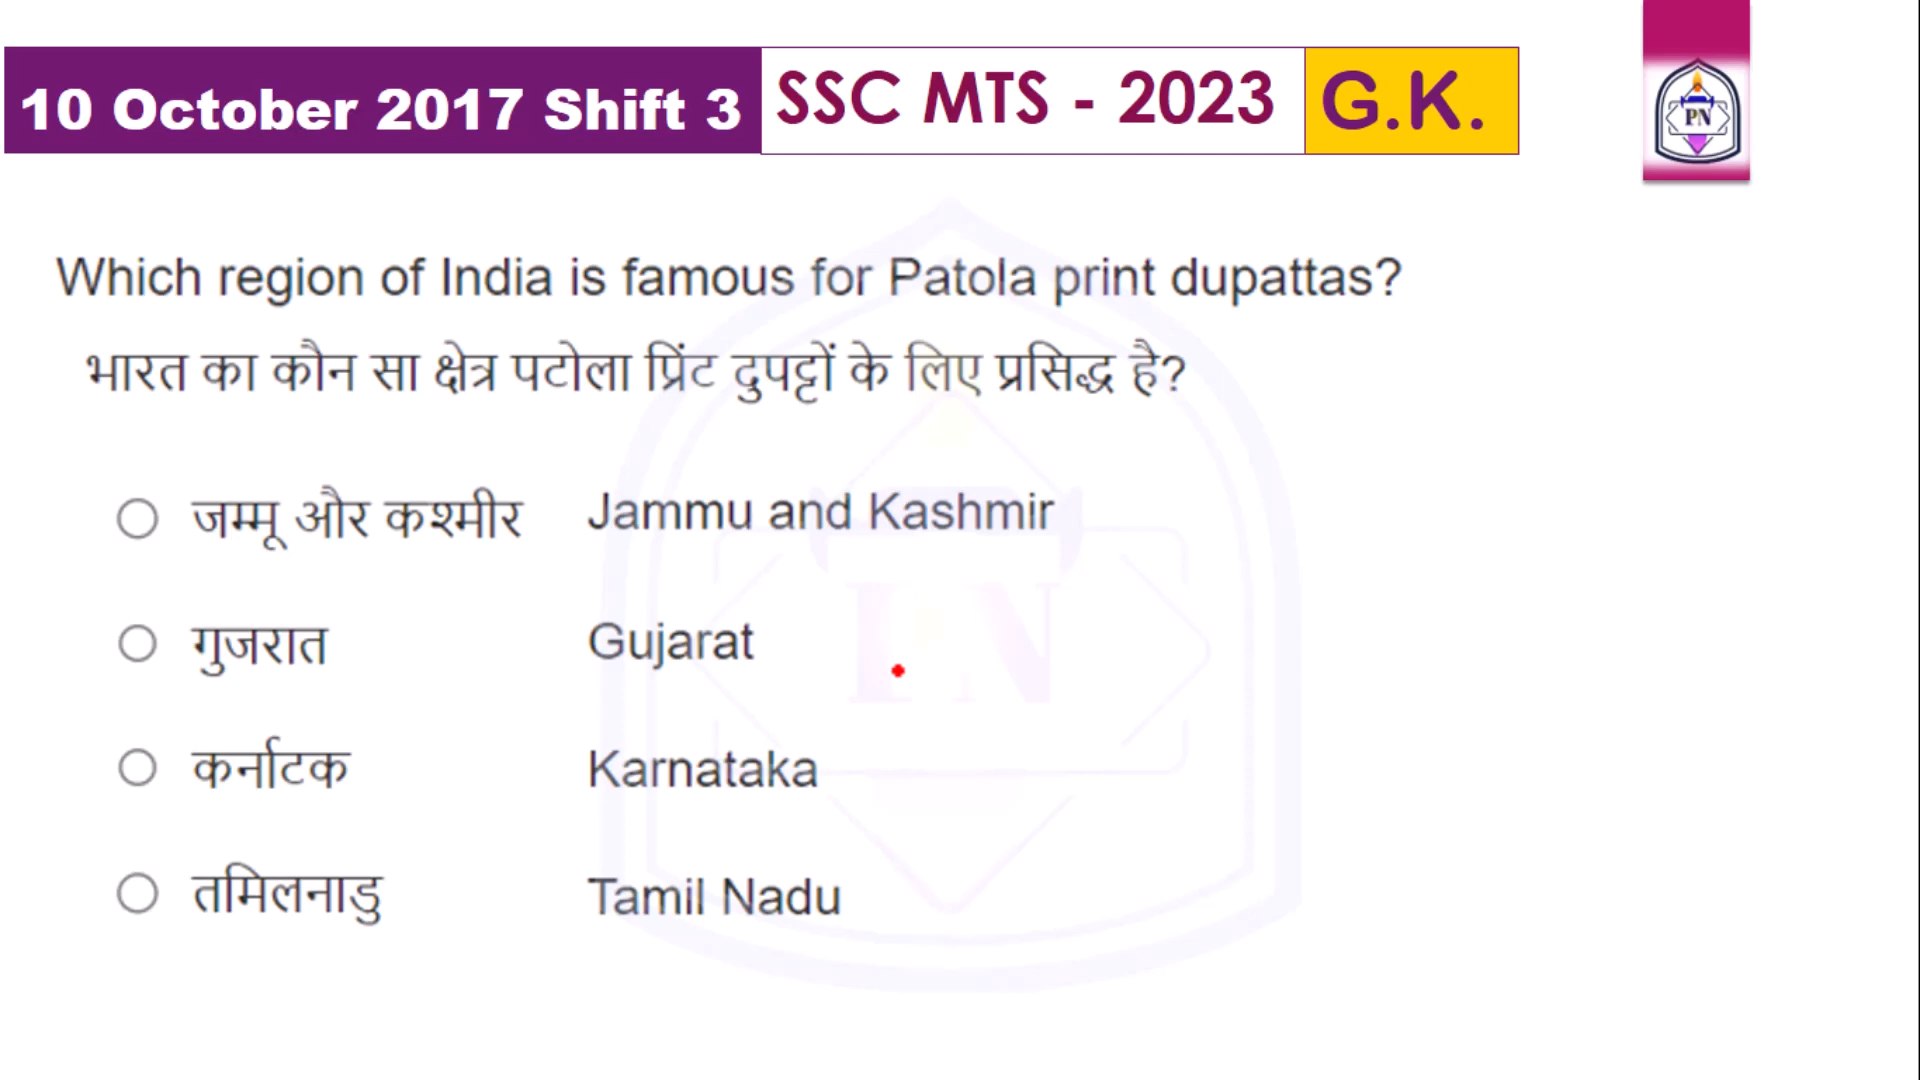 10 October 2017 Shift 3 SSC MTS - 2023 G.K.
PN
Which region of India is famous for Patola print dupattas?
भारत का कौन सा क्षेत्र पटोला प्रिंट दुपट्टों के लिए प्रसिद्ध है?
जम्मू और कश्मीर Jammu and Kashmir
गुजरात Gujarat
PN
कर्नाटक Karnataka
तमिलनाडु Tamil Nadu